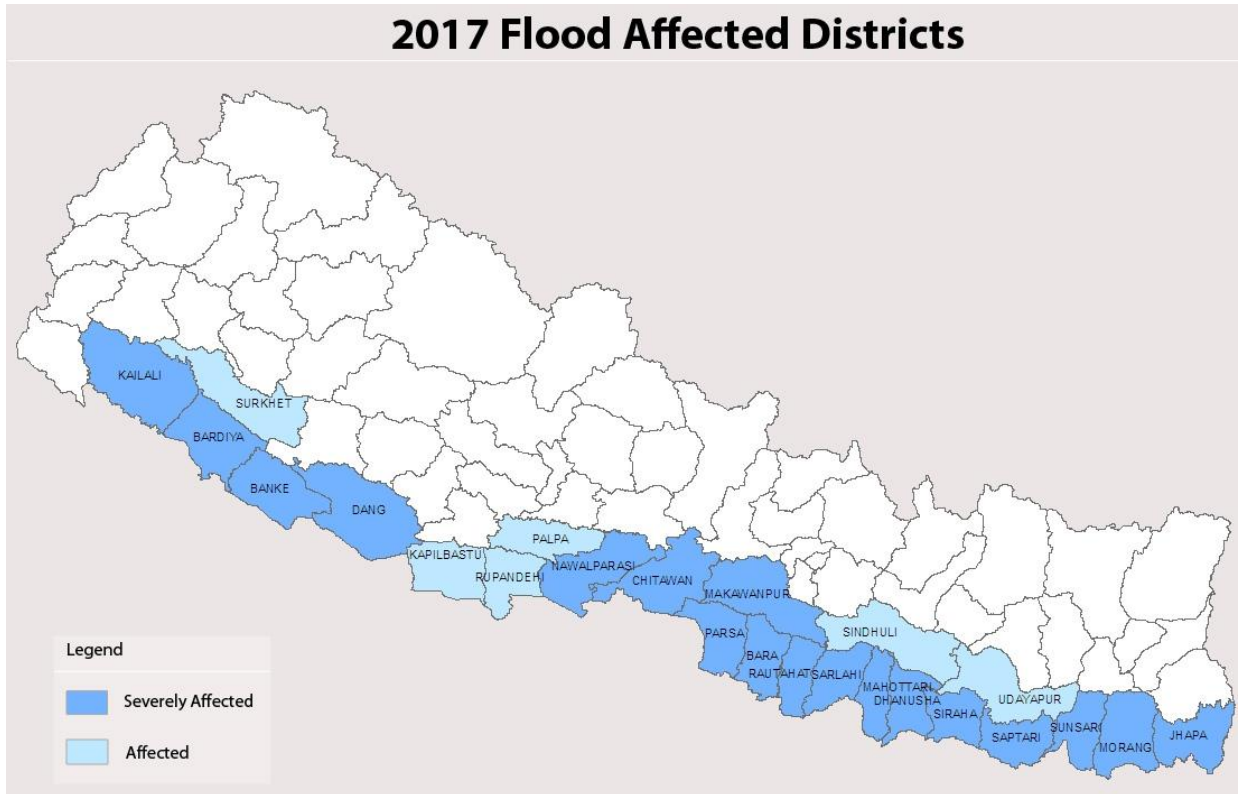 2017 Flood Affected Districts
KAILALI
SURKHET
BARDIYA
BANKE
DANG
PALPA
KAPILBASTU
NAWALPARASI
RUPANDEHI
CHITAWAN
MAKAWANPUR
PARSA
SINDHULI
BARA
RAUTAHAT
SARLAHI
MAHOTTARI
DHANUSHA
SIRAHA
UDAYAPUR
SAPTARI
SUNSARI
MORANG
JHAPA
Legend
Severely Affected
Affected